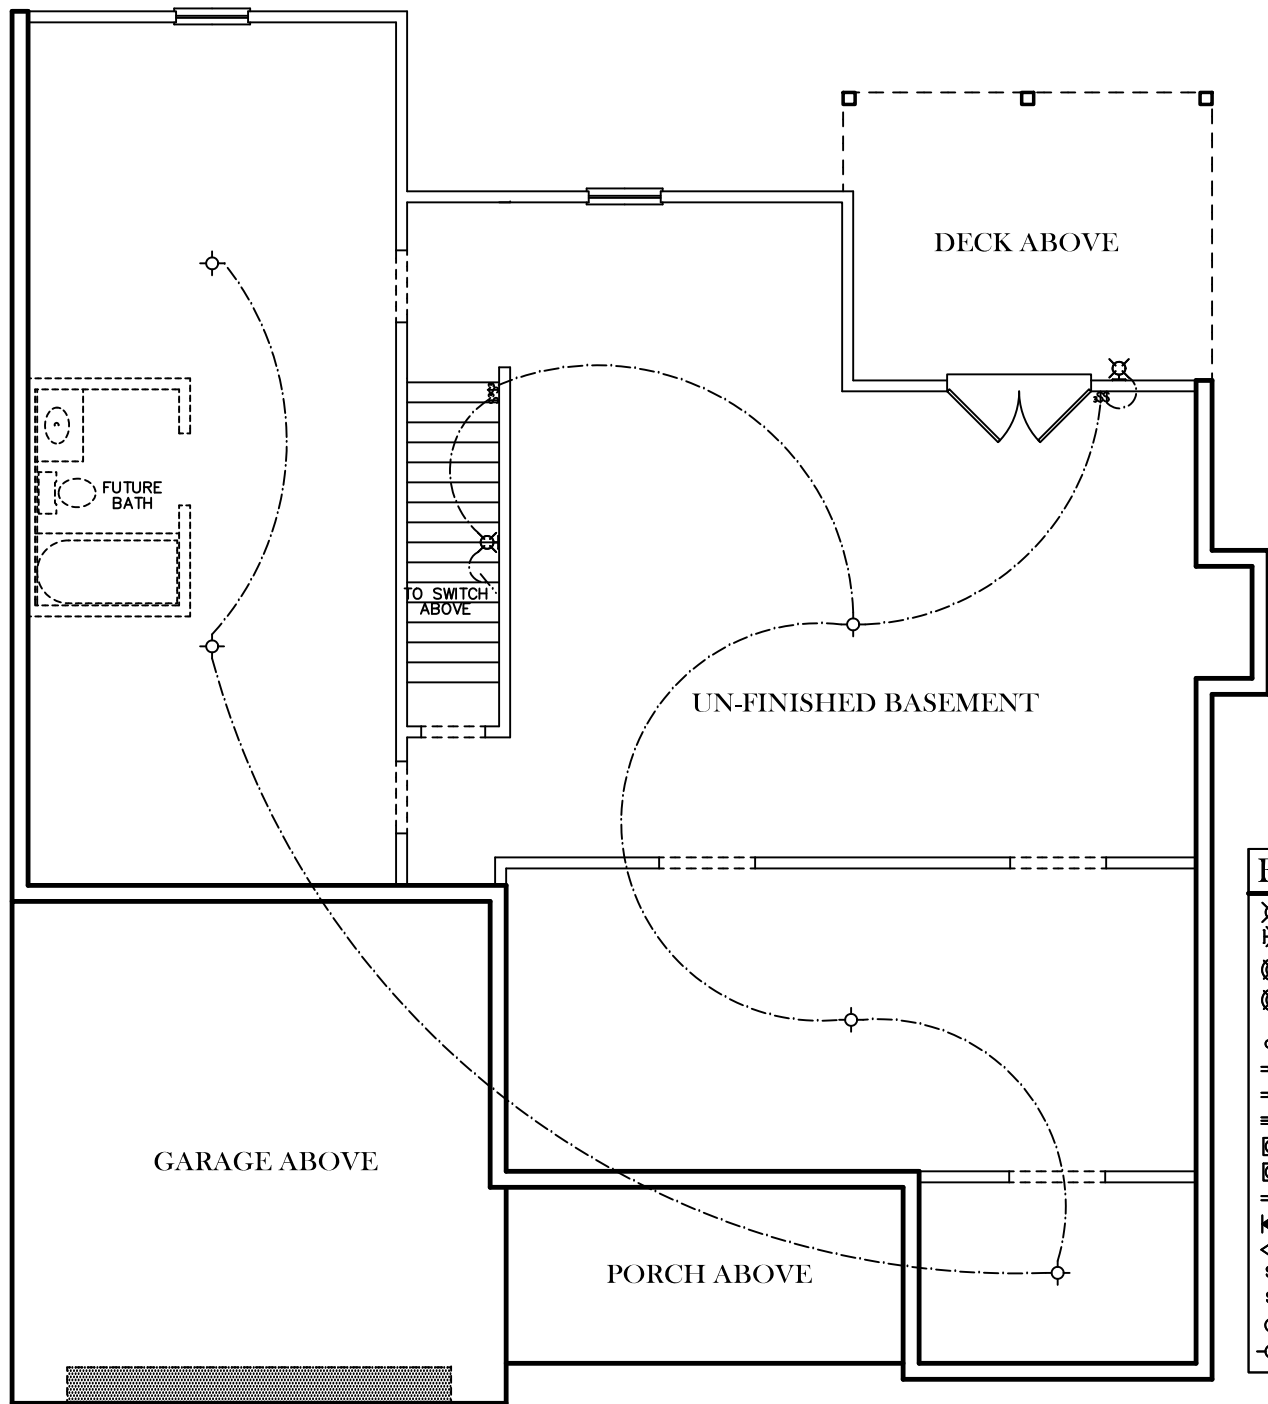 DECK ABOVE
FUTURE
BATH
TO SWITCH
ABOVE
UN-FINISHED BASEMENT
GARAGE ABOVE
PORCH ABOVE